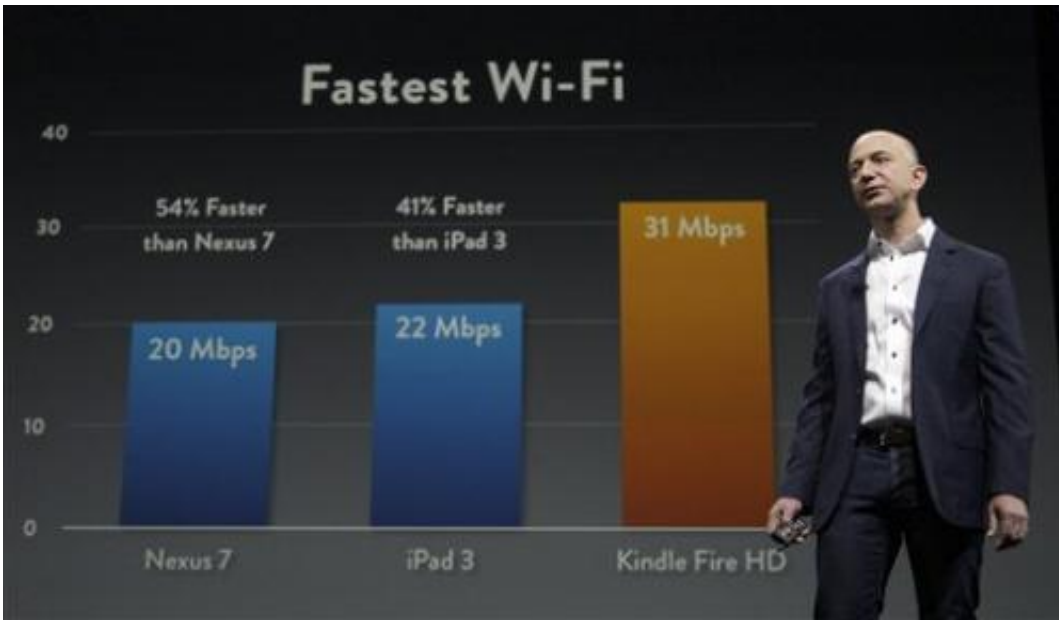 Fastest Wi-Fi
40
30
20
10
0
54% Faster
than Nexus 7
41% Faster
than iPad 3
20 Mbps
22 Mbps
31 Mbps
Nexus 7
iPad 3
Kindle Fire HD